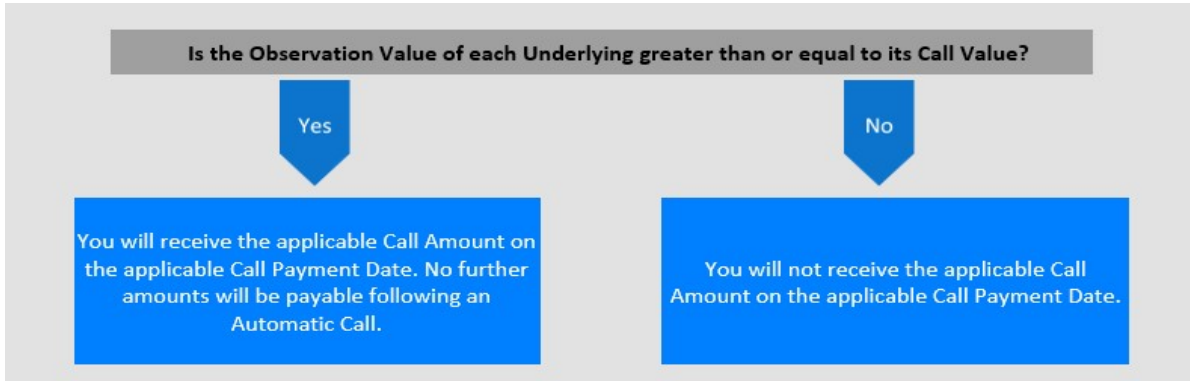 Is the Observation Value of each Underlying greater than or equal to its Call Value?
Yes
No
You will receive the applicable Call Amount on
the applicable Call Payment Date. No further
amounts will be payable following an
Automatic Call.
You will not receive the applicable Call
Amount on the applicable Call Payment Date.